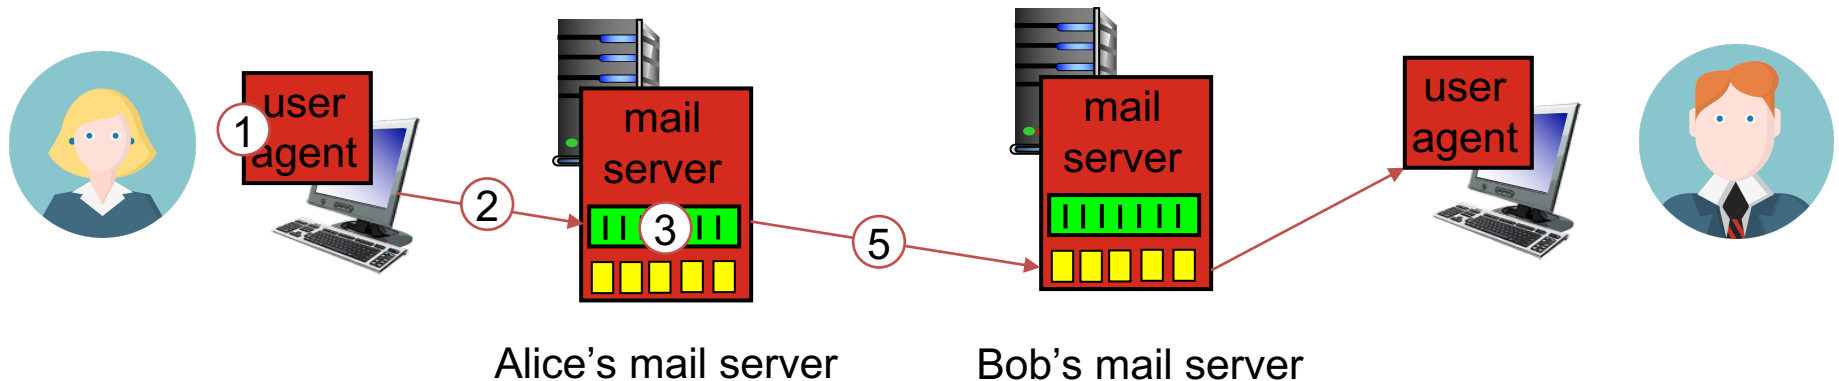 user
agent
1
2
mail
server
3
5
mail
server
user
agent
Alice’s mail server
Bob’s mail server